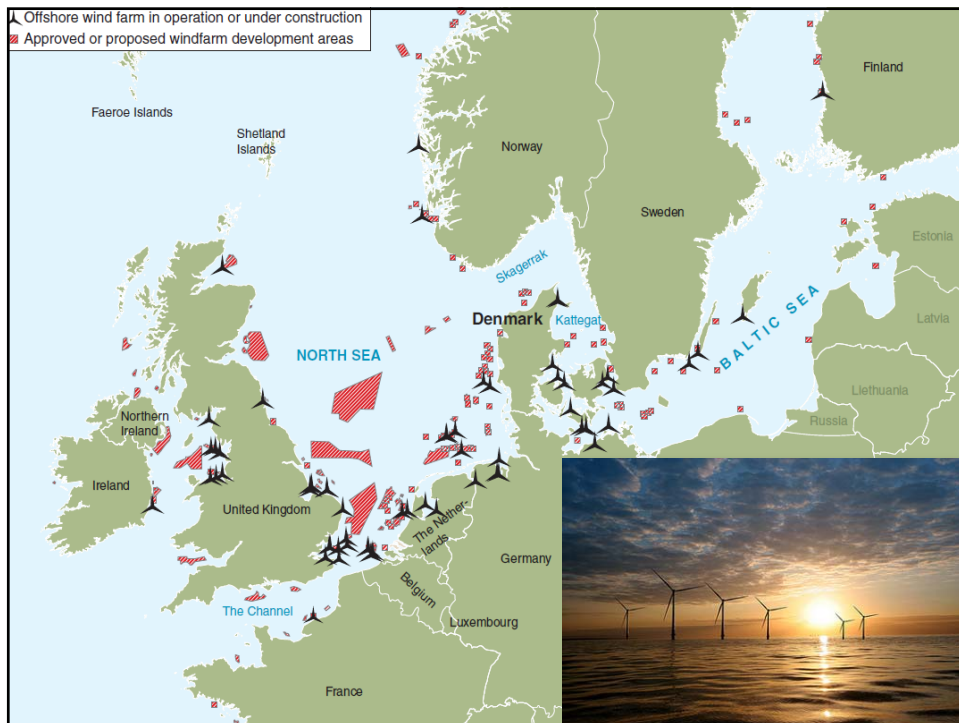 Offshore wind farm in operation or under construction
Approved or proposed windfarm development areas
Faeroe Islands
Shetland
Islands
Norway
Finland
Sweden
Estonia
Skagerrak
Denmark
Kattegat
BALTIC SEA
Latvia
NORTH SEA
Liethuania
Russia
Northern
Ireland
Ireland
United Kingdom
The Nether-
lands
Germany
Belgium
The Channel
Luxembourg
France